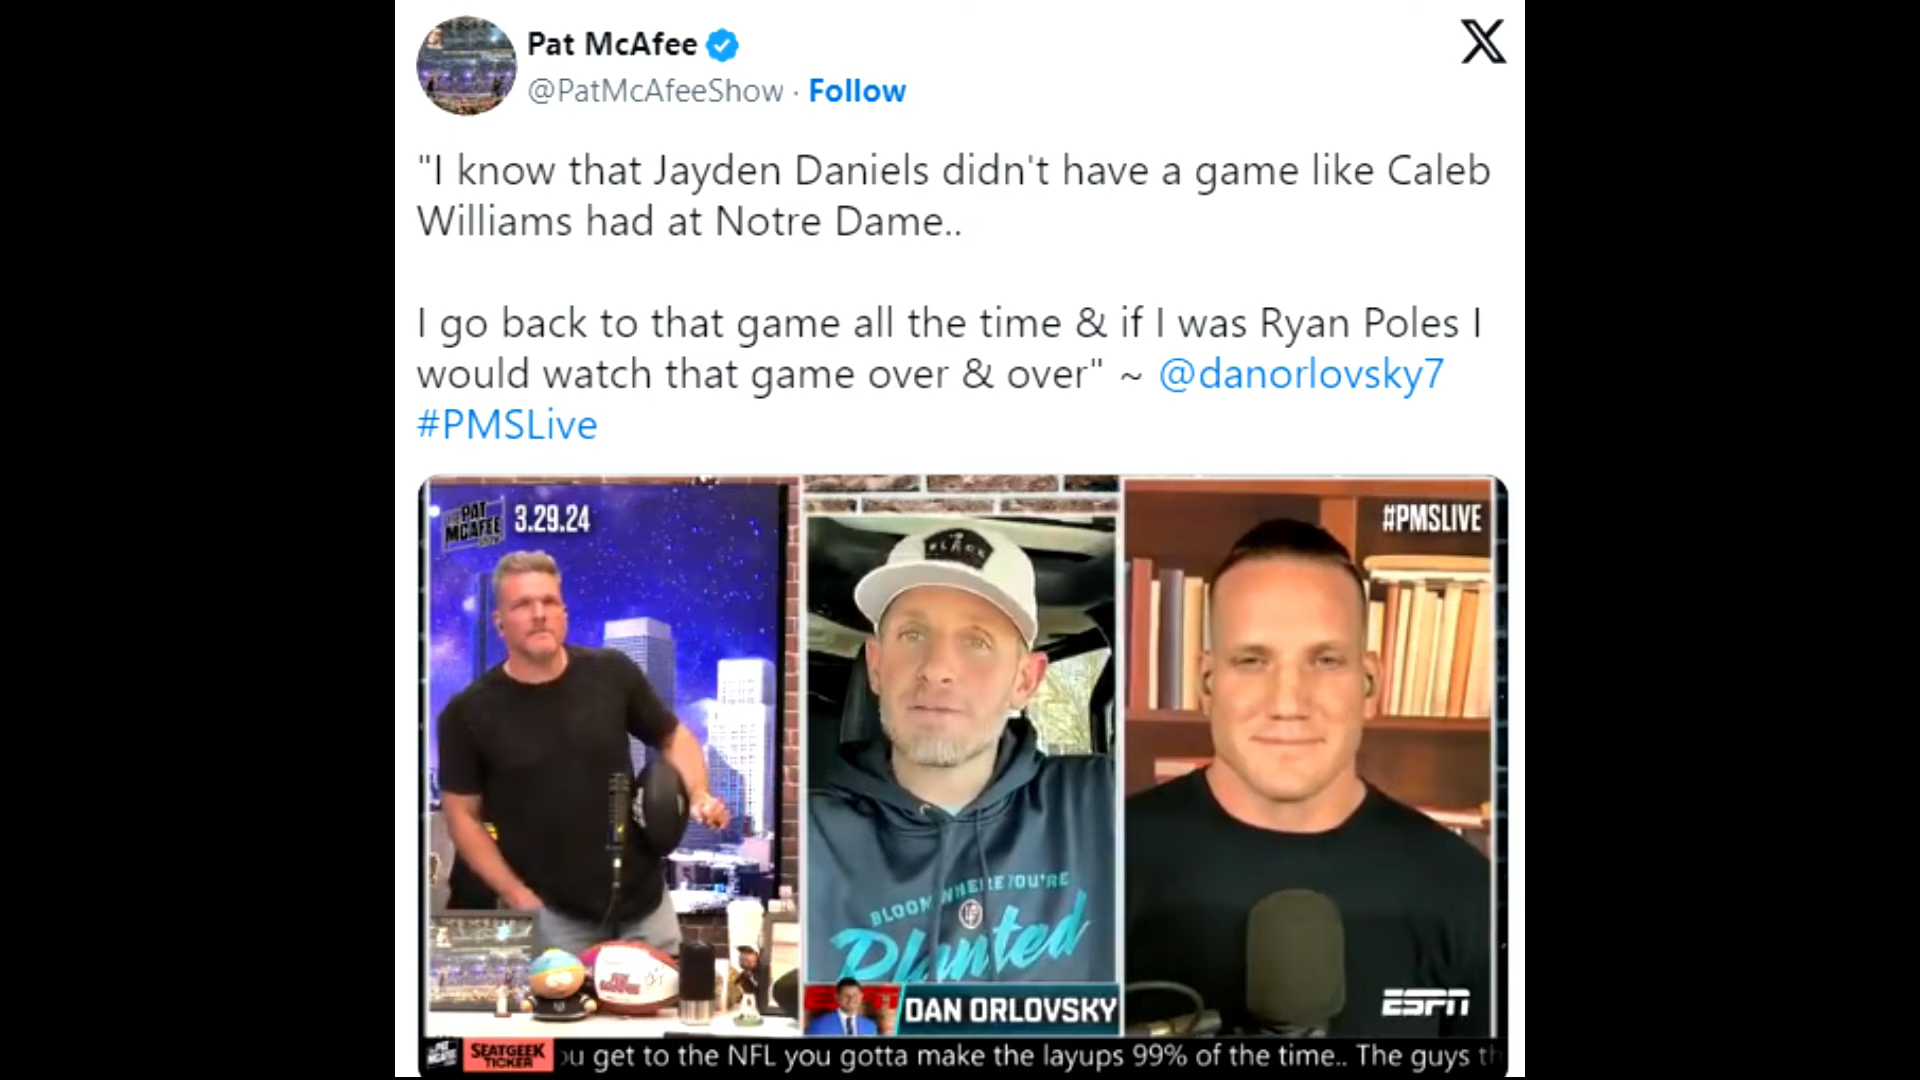 Pat McAfee
@PatMcAfeeShow · Follow
"I know that Jayden Daniels didn't have a game like Caleb
Williams had at Notre Dame..
I go back to that game all the time & if I was Ryan Poles I
would watch that game over & over" ~ @danorlovsky7
#PMSLive
PAT
MCAFEE
3.29.24
#PMSLIVE
BLACK
BLOOM WHERE YOU'RE
Planted
ESPN
DAN ORLOVSKY
ESPN
SEATGEEK
TICKER
ou get to the NFL you gotta make the layups 99% of the time.. The guys th